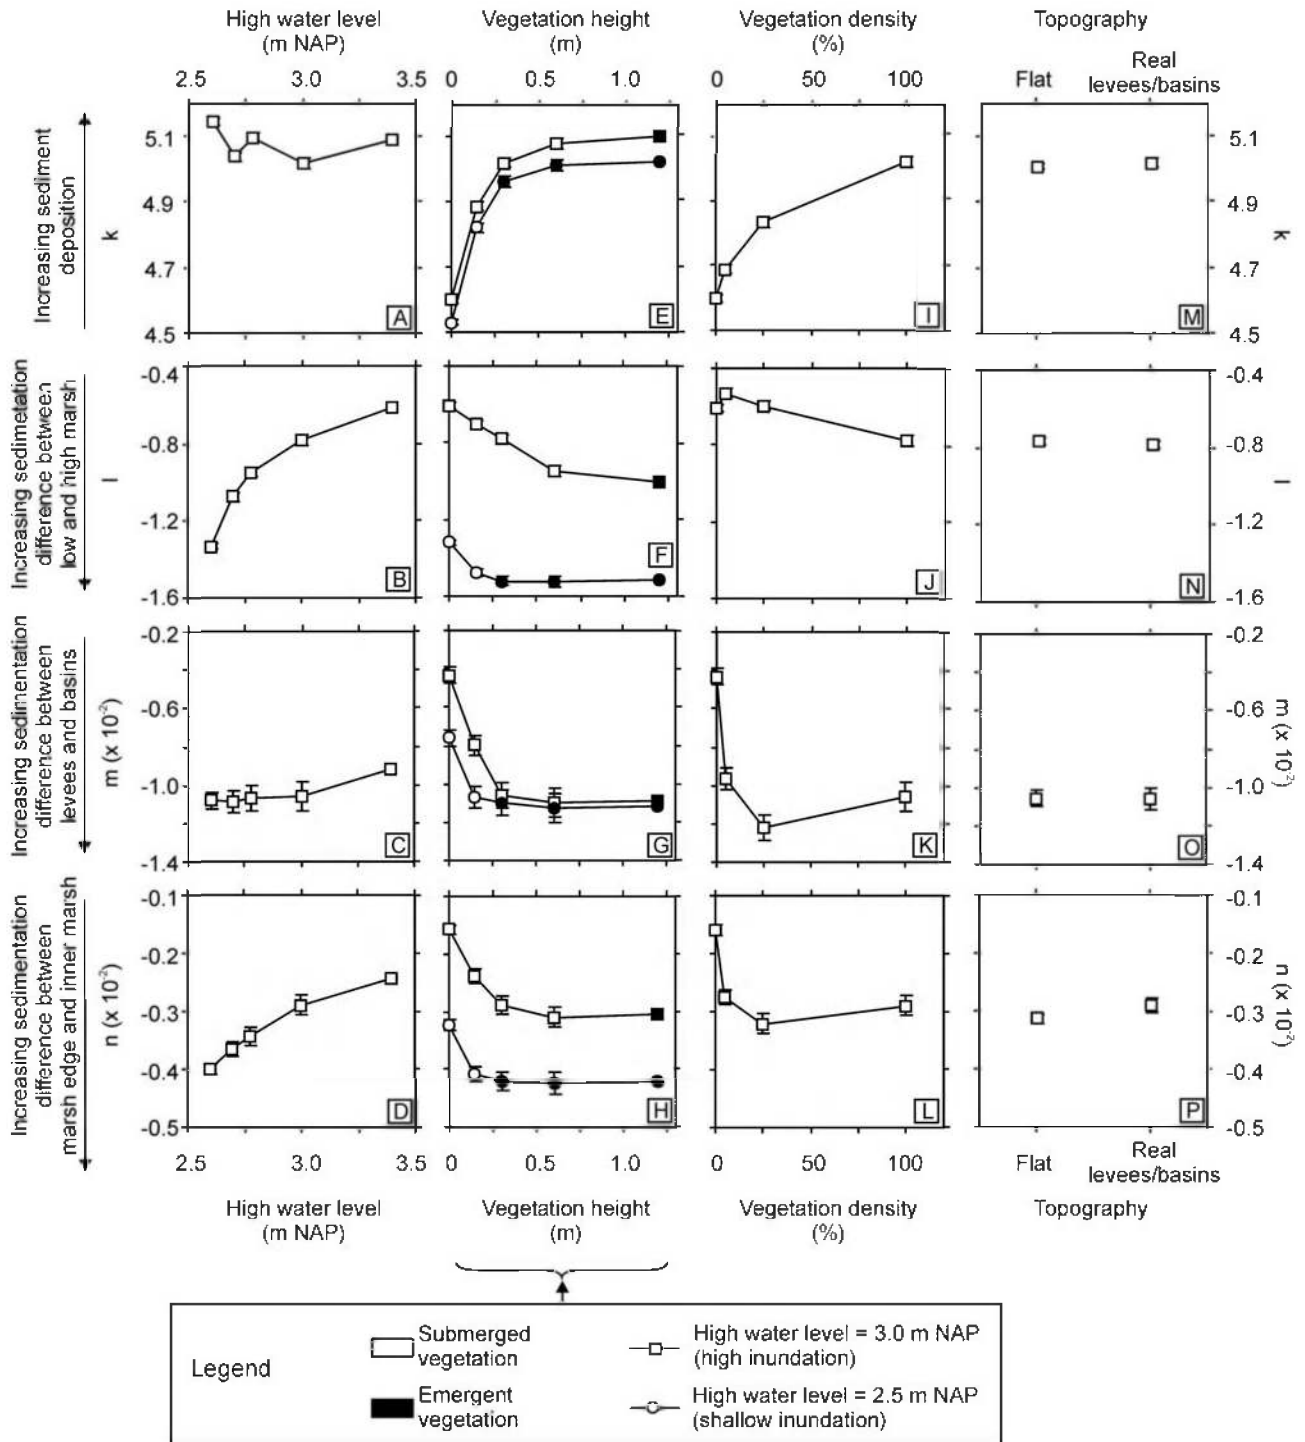 High water level
(m NAP)
Vegetation height
(m)
Vegetation density
(%)
Topography
2.5 3.0 3.5
0 0.6 1.0
0 50 100
Flat
Real
levees/basins
Increasing sediment
deposition
k
5.1
4.9
4.7
4.5
A
E
I
M
5.1
4.9
4.7
4.5
k
Increasing sedimetation
difference between
low and high marsh
l
-0.4
-0.8
-1.2
-1.6
B
F
J
N
-0.4
-0.8
-1.2
-1.6
l
Increasing sedimentation
difference between
levees and basins
m (x 10⁻²)
-0.2
-0.6
-1.0
-1.4
C
G
K
O
-0.2
-0.6
-1.0
-1.4
m (x 10⁻²)
Increasing sedimentation
difference between
marsh edge and inner marsh
n (x 10⁻²)
-0.1
-0.2
-0.3
-0.4
-0.5
D
H
L
P
-0.1
-0.2
-0.3
-0.4
-0.5
n (x 10⁻²)
2.5 3.0 3.5
0 0.5 1.0
0 50 100
Flat
Real
levees/basins
High water level
(m NAP)
Vegetation height
(m)
Vegetation density
(%)
Topography
Legend
Submerged
vegetation
Emergent
vegetation
High water level = 3.0 m NAP
(high inundation)
High water level = 2.5 m NAP
(shallow inundation)